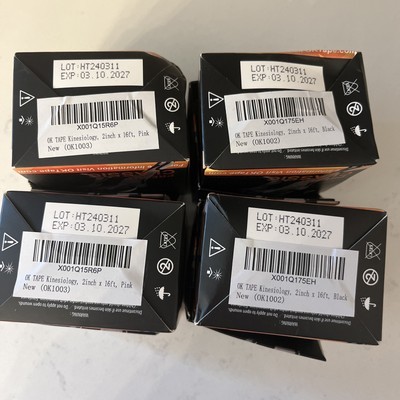 LOT: HT240311
EXP: 03.10.2027
X001Q15R6P
OK TAPE Kinesiology, 2inch x 16ft, Pink
New (OK1003)
LOT: HT240311
EXP: 03.10.2027
X001Q175EH
OK TAPE Kinesiology, 2inch x 16ft, Black
New (OK1002)
LOT: HT240311
EXP: 03.10.2027
X001Q15R6P
OK TAPE Kinesiology, 2inch x 16ft, Pink
New (OK1003)
LOT: HT240311
EXP: 03.10.2027
X001Q175EH
OK TAPE Kinesiology, 2inch x 16ft, Black
New (OK1002)